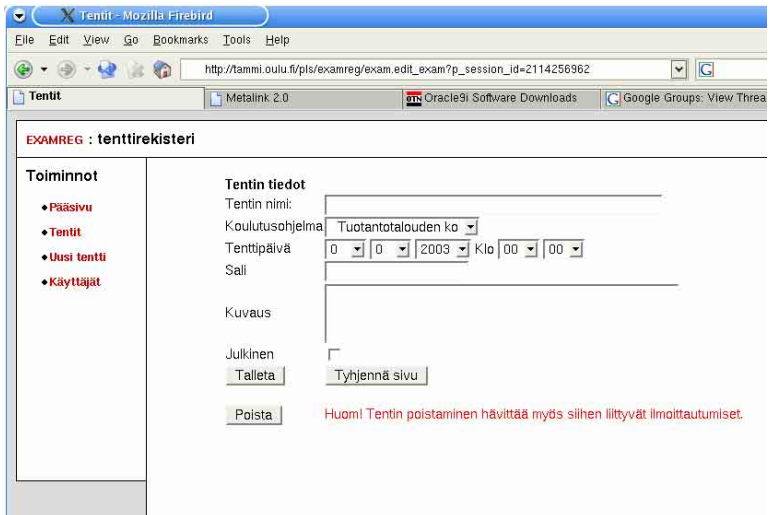 Tentit - Mozilla Firebird
File Edit View Go Bookmarks Tools Help
http://tammi.oulu.fi/pls/examreg/exam.edit_exam?p_session_id=2114256962
Tentit Metalink 2.0 OTN Oracle9i Software Downloads Google Groups: View Threa
EXAMREG : tenttirekisteri
Toiminnot
Pääsivu
Tentit
Uusi tentti
Käyttäjät
Tentin tiedot
Tentin nimi:
Koulutusohjelma Tuotantotalouden ko
Tenttipäivä 0 0 2003 Klo 00 00
Sali
Kuvaus
Julkinen
Talleta Tyhjennä sivu
Poista Huom! Tentin poistaminen hävittää myös siihen liittyvät ilmoittautumiset.